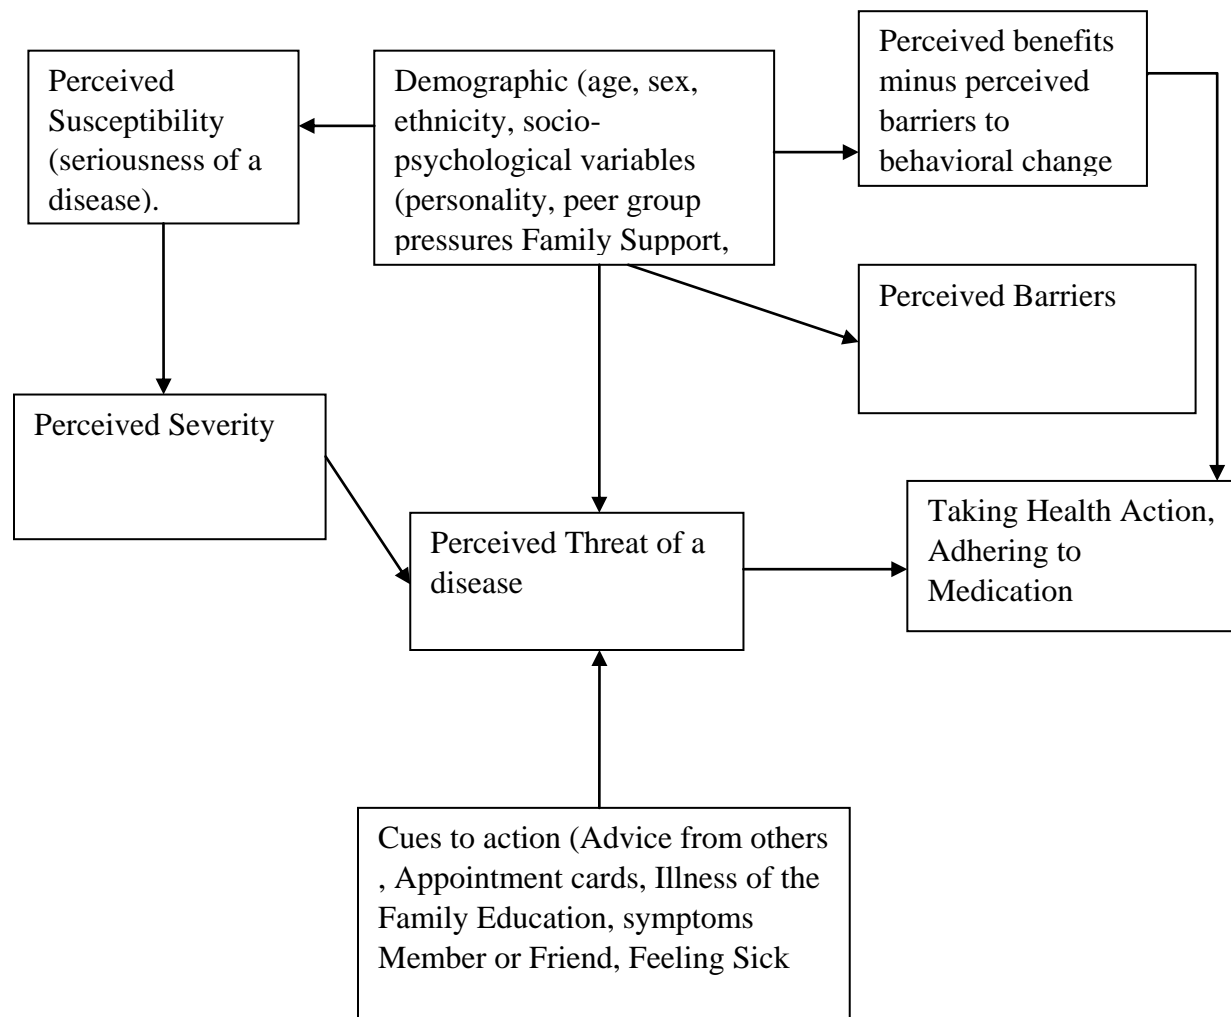 Perceived
Susceptibility
(seriousness of a
disease).
Demographic (age, sex,
ethnicity, socio-
psychological variables
(personality, peer group
pressures Family Support,
Perceived benefits
minus perceived
barriers to
behavioral change
Perceived Barriers
Perceived Severity
Perceived Threat of a
disease
Taking Health Action,
Adhering to
Medication
Cues to action (Advice from others
, Appointment cards, Illness of the
Family Education, symptoms
Member or Friend, Feeling Sick